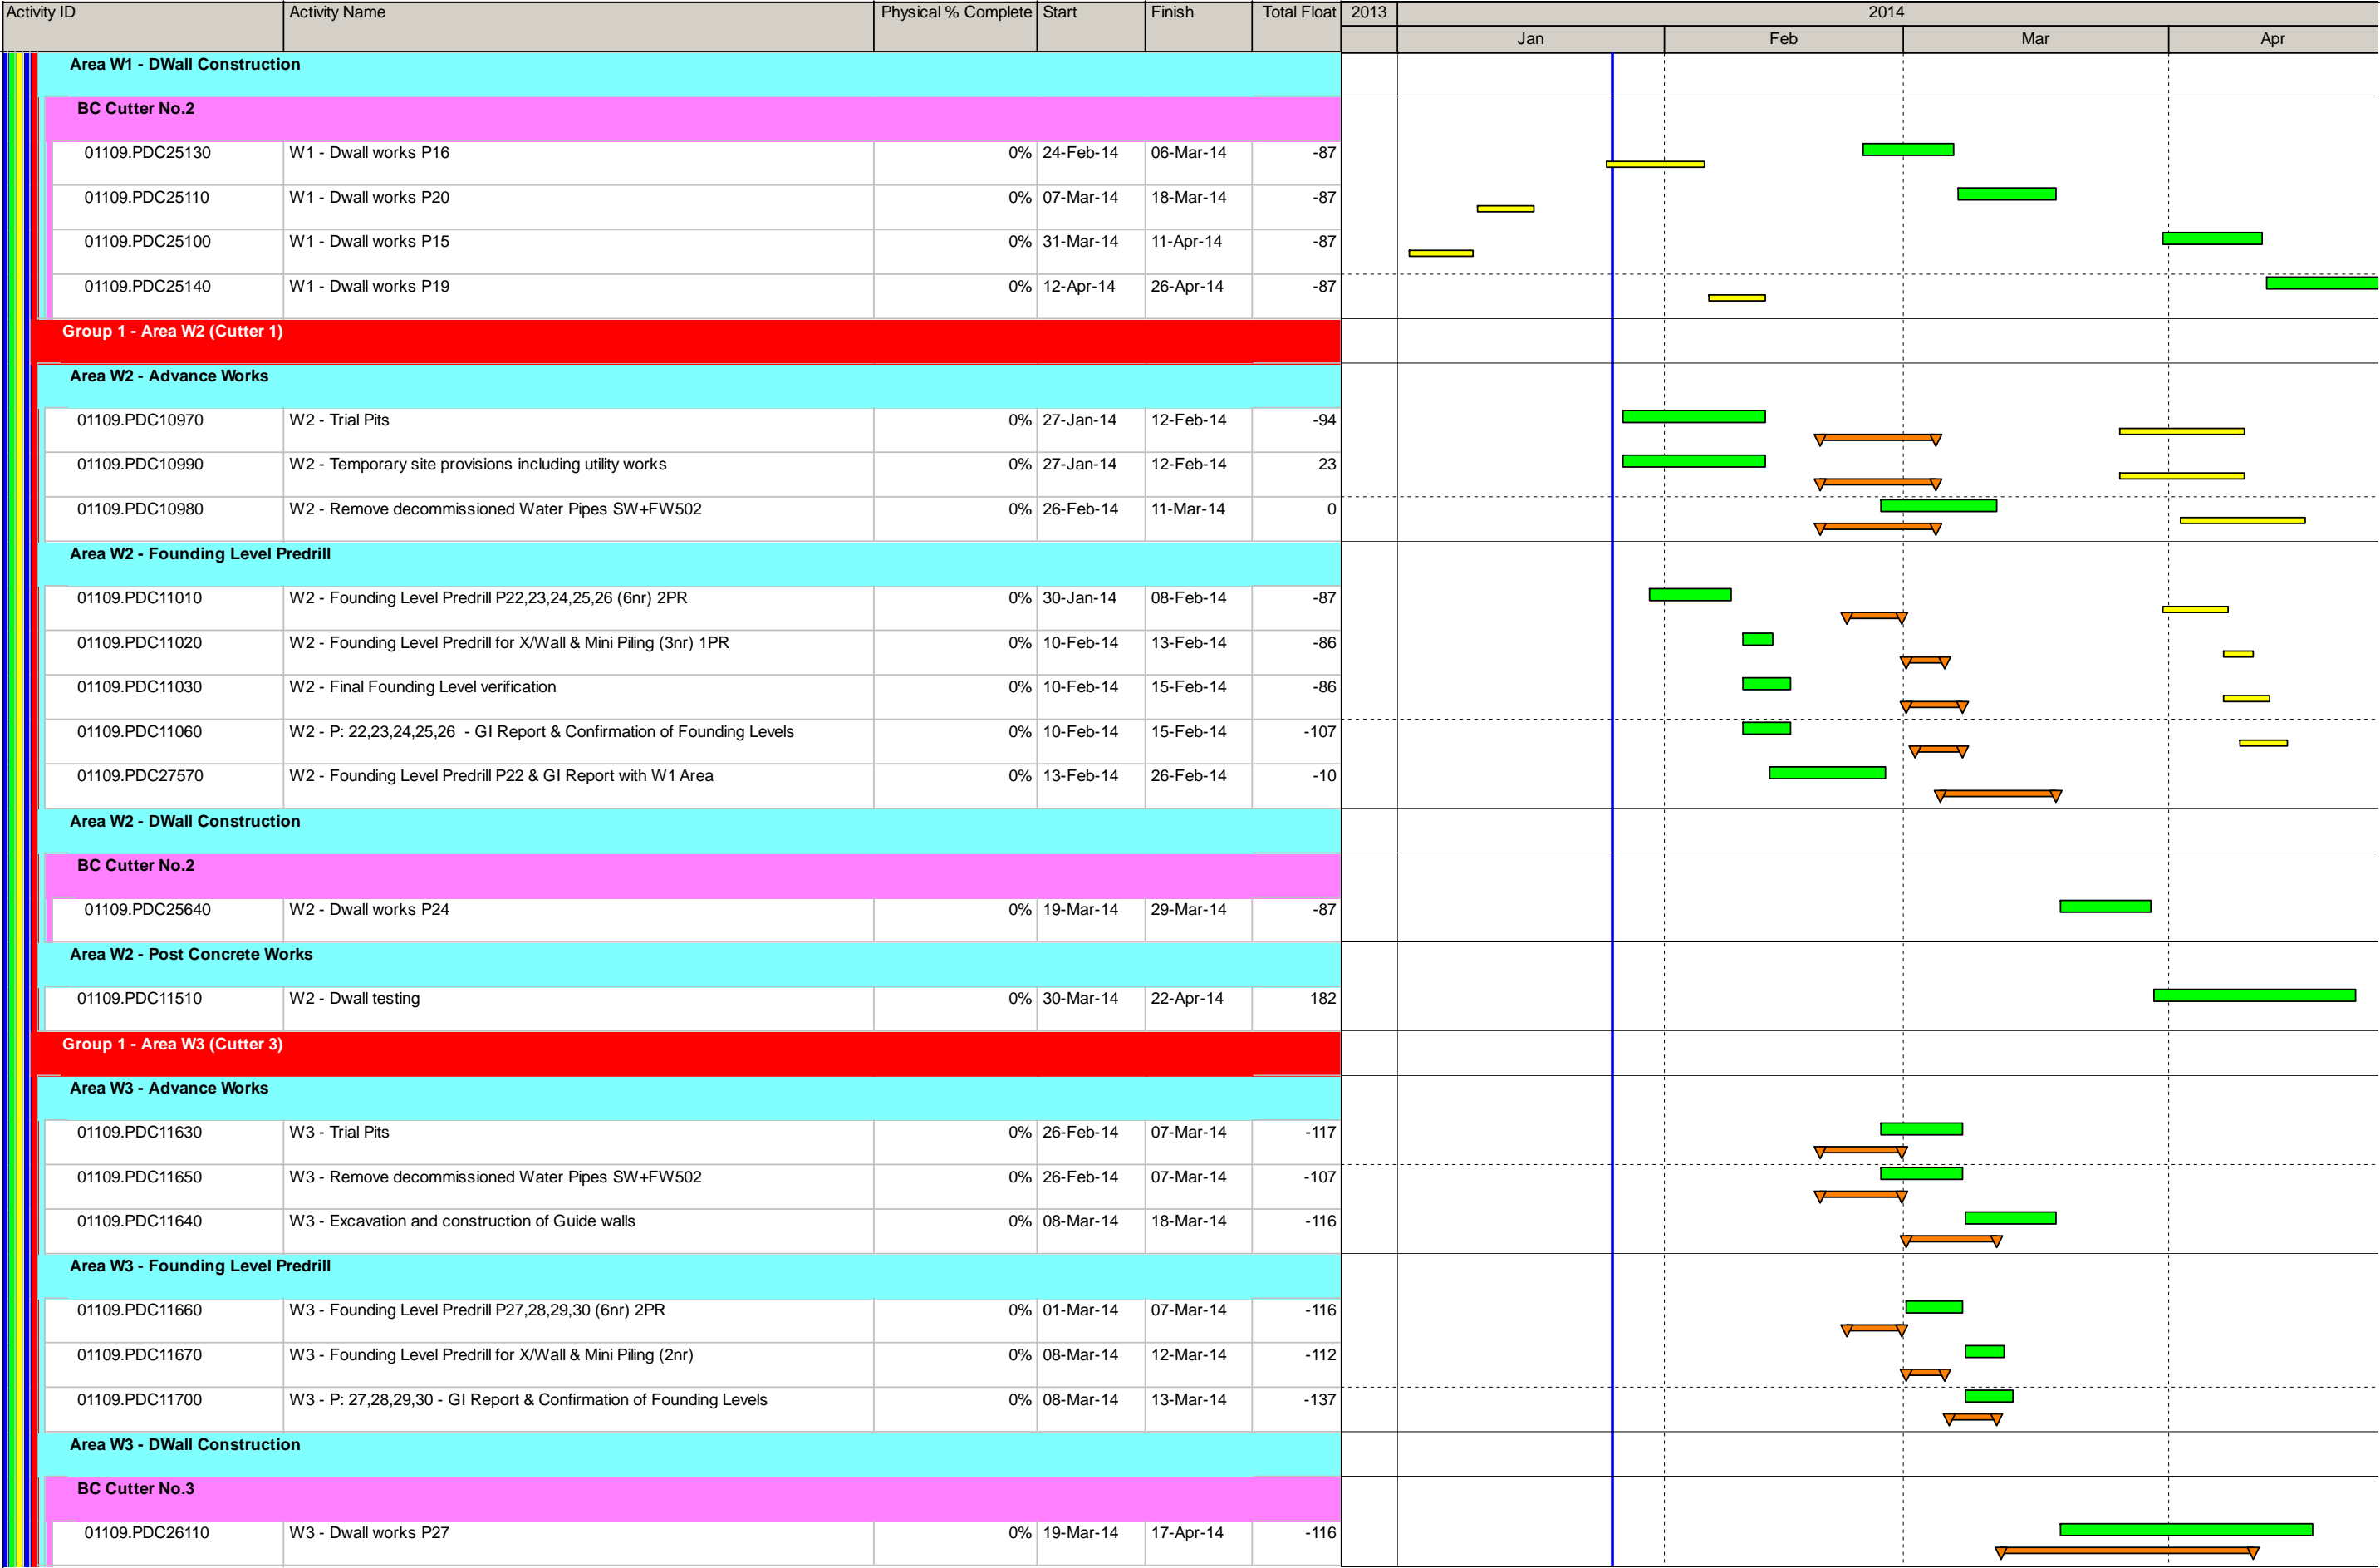 Activity ID Activity Name Physical % Complete Start Finish Total Float 2013 2014
Jan Feb Mar Apr
Area W1 - DWall Construction
BC Cutter No.2
01109.PDC25130 W1 - Dwall works P16 0% 24-Feb-14 06-Mar-14 -87
01109.PDC25110 W1 - Dwall works P20 0% 07-Mar-14 18-Mar-14 -87
01109.PDC25100 W1 - Dwall works P15 0% 31-Mar-14 11-Apr-14 -87
01109.PDC25140 W1 - Dwall works P19 0% 12-Apr-14 26-Apr-14 -87
Group 1 - Area W2 (Cutter 1)
Area W2 - Advance Works
01109.PDC10970 W2 - Trial Pits 0% 27-Jan-14 12-Feb-14 -94
01109.PDC10990 W2 - Temporary site provisions including utility works 0% 27-Jan-14 12-Feb-14 23
01109.PDC10980 W2 - Remove decommissioned Water Pipes SW+FW502 0% 26-Feb-14 11-Mar-14 0
Area W2 - Founding Level Predrill
01109.PDC11010 W2 - Founding Level Predrill P22,23,24,25,26 (6nr) 2PR 0% 30-Jan-14 08-Feb-14 -87
01109.PDC11020 W2 - Founding Level Predrill for X/Wall & Mini Piling (3nr) 1PR 0% 10-Feb-14 13-Feb-14 -86
01109.PDC11030 W2 - Final Founding Level verification 0% 10-Feb-14 15-Feb-14 -86
01109.PDC11060 W2 - P: 22,23,24,25,26 - GI Report & Confirmation of Founding Levels 0% 10-Feb-14 15-Feb-14 -107
01109.PDC27570 W2 - Founding Level Predrill P22 & GI Report with W1 Area 0% 13-Feb-14 26-Feb-14 -10
Area W2 - DWall Construction
BC Cutter No.2
01109.PDC25640 W2 - Dwall works P24 0% 19-Mar-14 29-Mar-14 -87
Area W2 - Post Concrete Works
01109.PDC11510 W2 - Dwall testing 0% 30-Mar-14 22-Apr-14 182
Group 1 - Area W3 (Cutter 3)
Area W3 - Advance Works
01109.PDC11630 W3 - Trial Pits 0% 26-Feb-14 07-Mar-14 -117
01109.PDC11650 W3 - Remove decommissioned Water Pipes SW+FW502 0% 26-Feb-14 07-Mar-14 -107
01109.PDC11640 W3 - Excavation and construction of Guide walls 0% 08-Mar-14 18-Mar-14 -116
Area W3 - Founding Level Predrill
01109.PDC11660 W3 - Founding Level Predrill P27,28,29,30 (6nr) 2PR 0% 01-Mar-14 07-Mar-14 -116
01109.PDC11670 W3 - Founding Level Predrill for X/Wall & Mini Piling (2nr) 0% 08-Mar-14 12-Mar-14 -112
01109.PDC11700 W3 - P: 27,28,29,30 - GI Report & Confirmation of Founding Levels 0% 08-Mar-14 13-Mar-14 -137
Area W3 - DWall Construction
BC Cutter No.3
01109.PDC26110 W3 - Dwall works P27 0% 19-Mar-14 17-Apr-14 -116